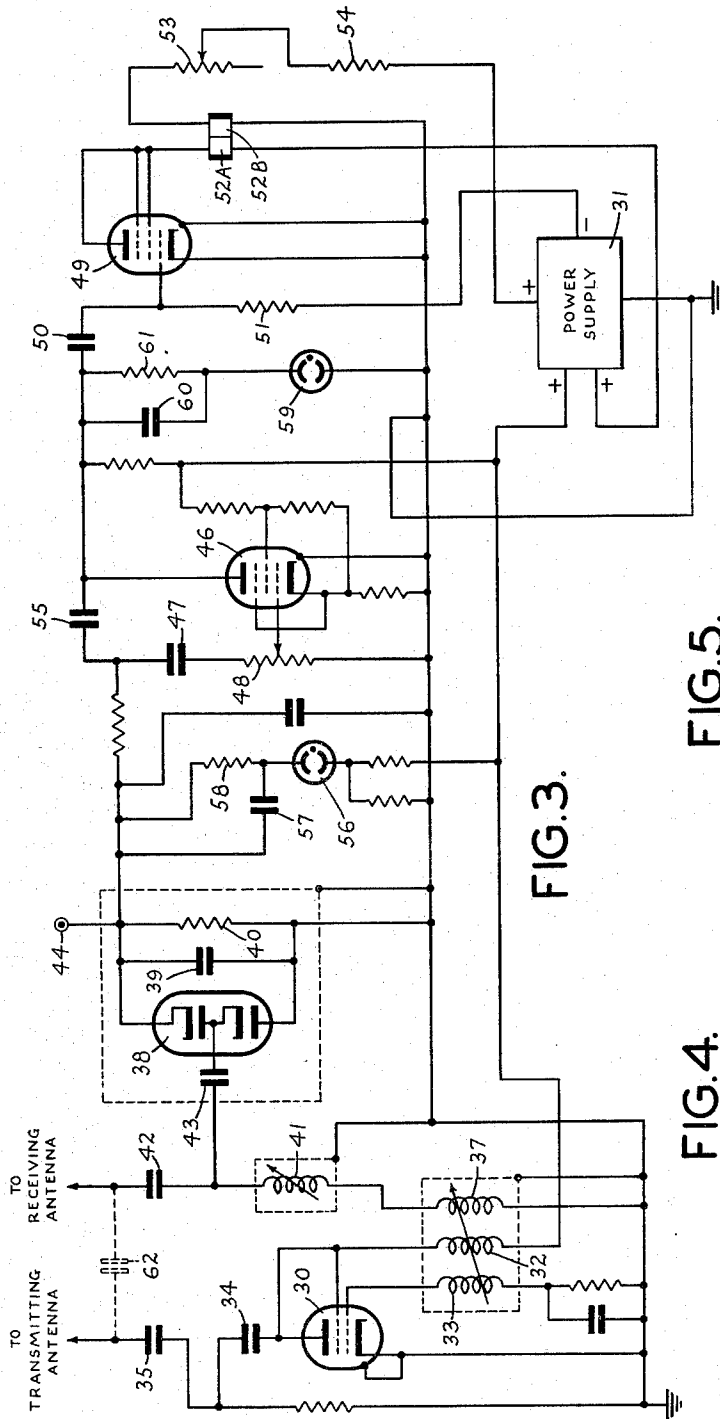 TO
TRANSMITTING
ANTENNA
TO
RECEIVING
ANTENNA
62
35
42
44
43
38
39
40
41
34
30
33
32
37
55
47
48
46
50
49
60
61
58
57
56
59
51
52A
52B
53
54
+
+
+
−
POWER
SUPPLY
31
FIG.3.
FIG.4.
FIG.5.